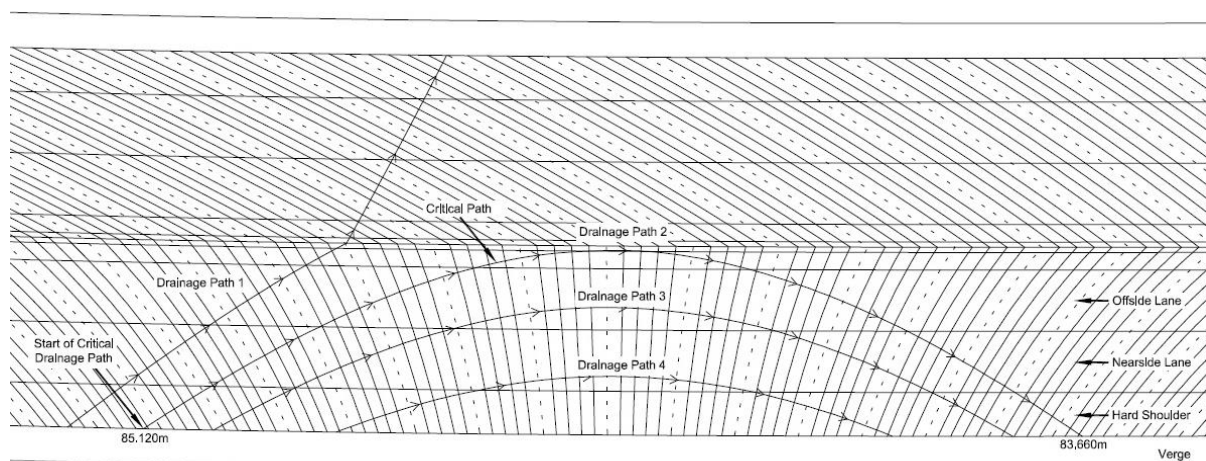 Critical Path
Drainage Path 2
Drainage Path 1
Drainage Path 3
Offside Lane
Start of Critical
Drainage Path
Drainage Path 4
Nearside Lane
Hard Shoulder
85.120m
83.660m
Verge